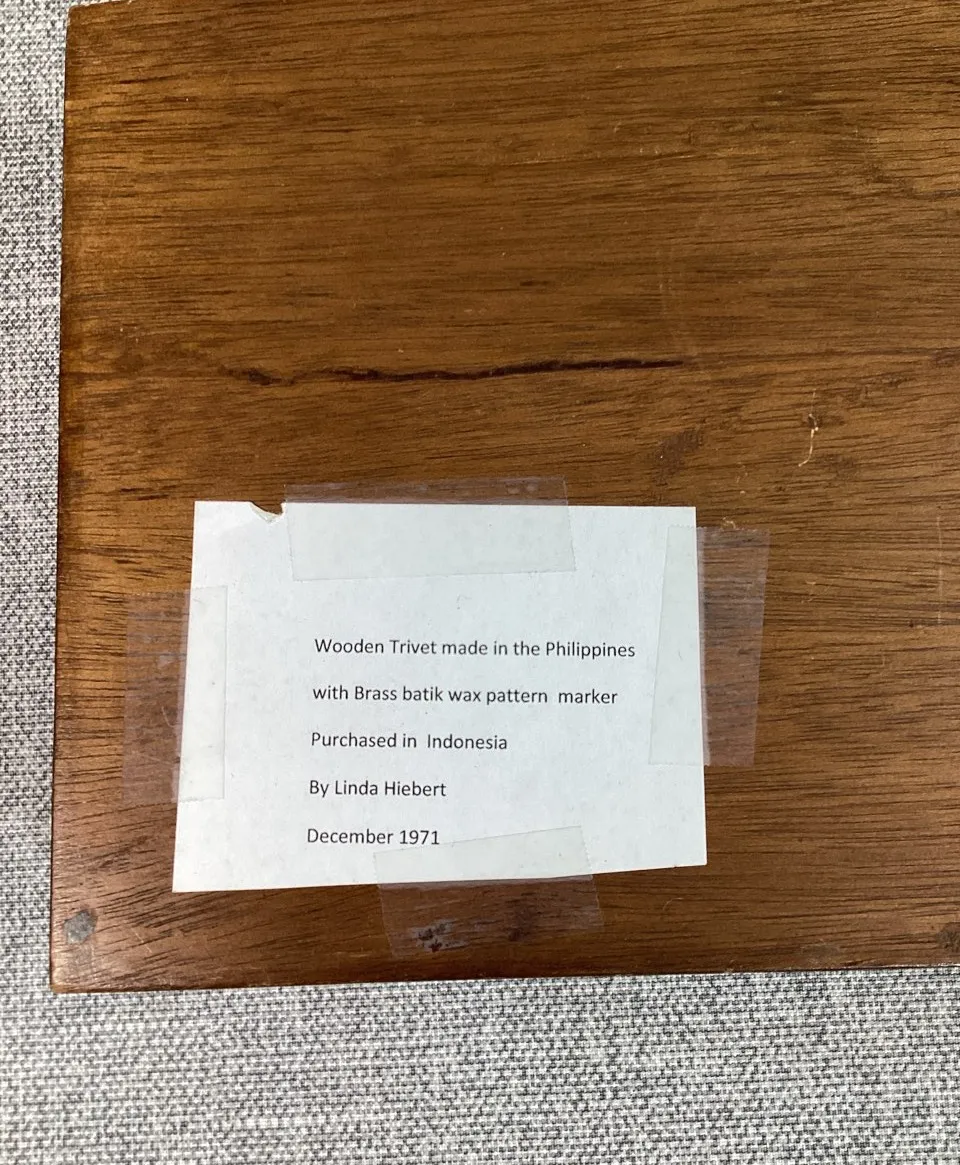 Wooden Trivet made in the Philippines
with Brass batik wax pattern marker
Purchased in Indonesia
By Linda Hiebert
December 1971